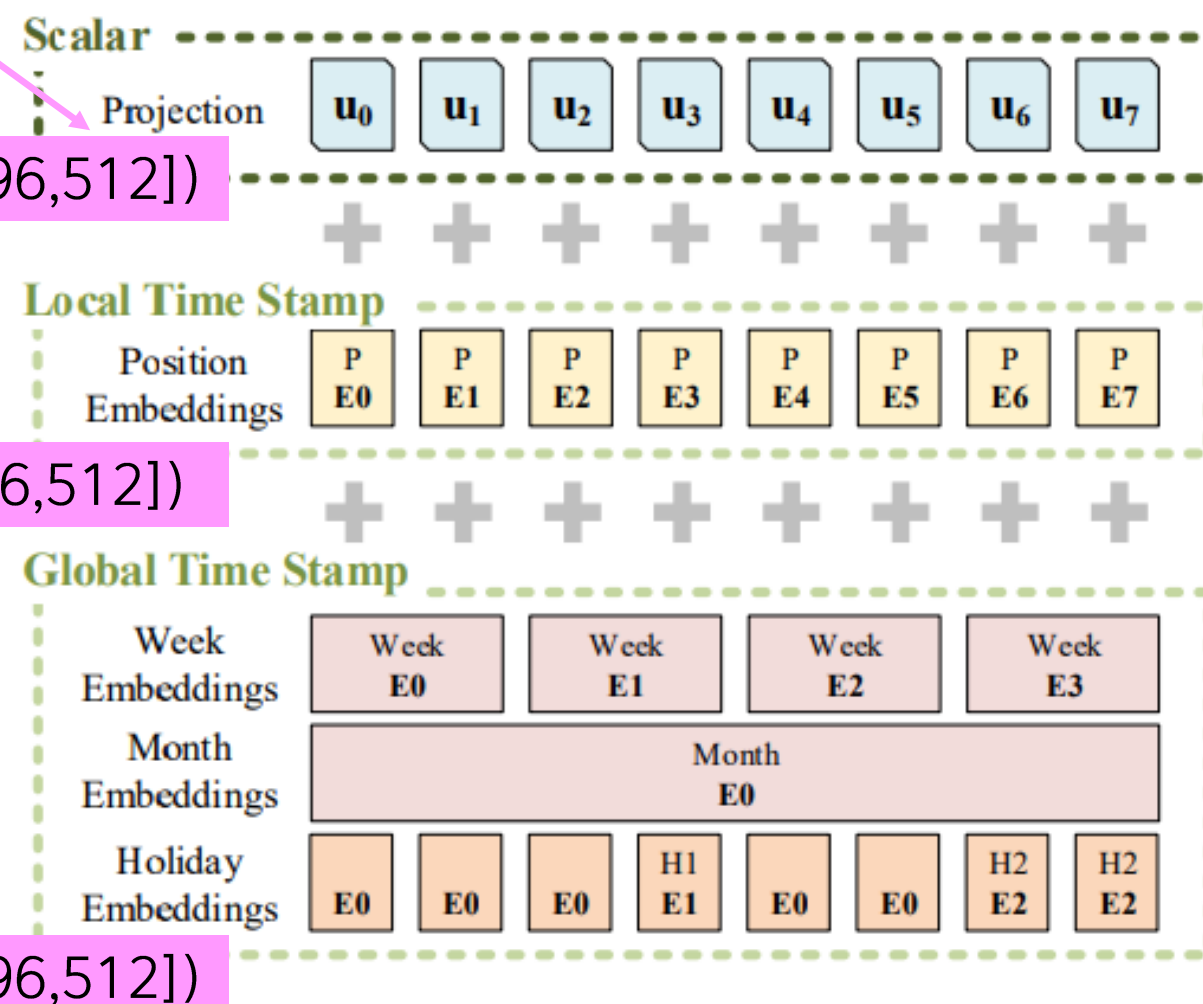 Scalar
Projection u0 u1 u2 u3 u4 u5 u6 u7
96,512])
Local Time Stamp
Position Embeddings
P E0 P E1 P E2 P E3 P E4 P E5 P E6 P E7
6,512])
Global Time Stamp
Week Embeddings
Week E0 Week E1 Week E2 Week E3
Month Embeddings
Month E0
Holiday Embeddings
E0 E0 E0 H1 E1 E0 E0 H2 E2 H2 E2
96,512])